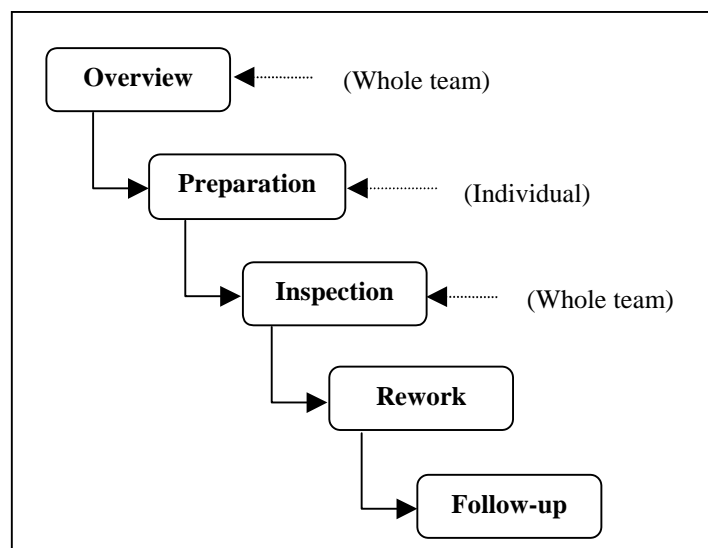 Overview
(Whole team)
Preparation
(Individual)
Inspection
(Whole team)
Rework
Follow-up